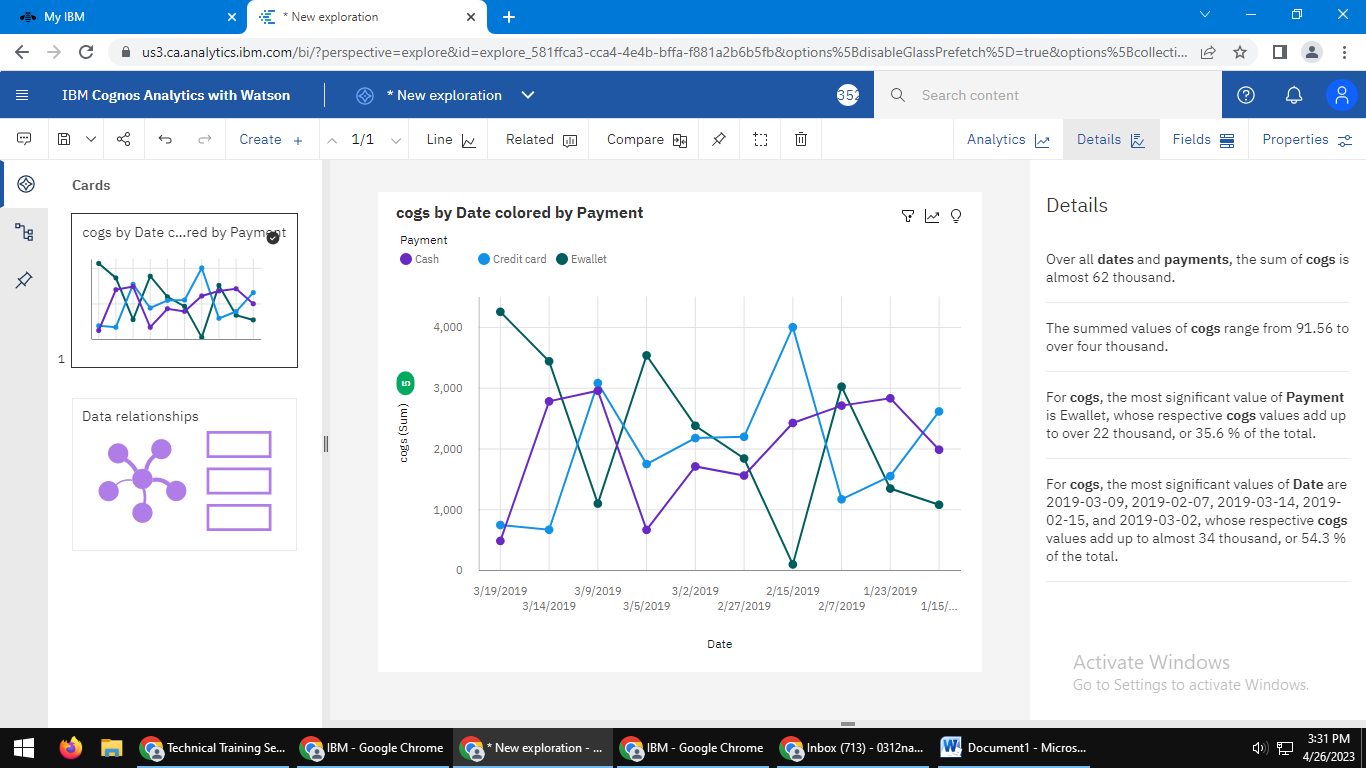 My IBM
* New exploration
us3.ca.analytics.ibm.com/bi/?perspective=explore&id=explore_581ffca3-cca4-4e4b-bffa-f881a2b6b5fb&options%5BdisableGlassPrefetch%5D=true&options%5Bcollecti...
IBM Cognos Analytics with Watson
* New exploration
352
Search content
Create +
1/1
Line
Related
Compare
Analytics
Details
Fields
Properties
Cards
cogs by Date c...red by Payment
1
Data relationships
cogs by Date colored by Payment
Payment
Cash
Credit card
Ewallet
cogs (Sum)
4,000
3,000
2,000
1,000
0
3/19/2019
3/14/2019
3/9/2019
3/5/2019
3/2/2019
2/27/2019
2/15/2019
2/7/2019
1/23/2019
1/15/...
Date
Details
Over all dates and payments, the sum of cogs is
almost 62 thousand.
The summed values of cogs range from 91.56 to
over four thousand.
For cogs, the most significant value of Payment
is Ewallet, whose respective cogs values add up
to over 22 thousand, or 35.6 % of the total.
For cogs, the most significant values of Date are
2019-03-09, 2019-02-07, 2019-03-14, 2019-
02-15, and 2019-03-02, whose respective cogs
values add up to almost 34 thousand, or 54.3 %
of the total.
Activate Windows
Go to Settings to activate Windows.
Technical Training Se...
IBM - Google Chrome
* New exploration - ...
IBM - Google Chrome
Inbox (713) - 0312na...
Document1 - Micros...
3:31 PM
4/26/2023